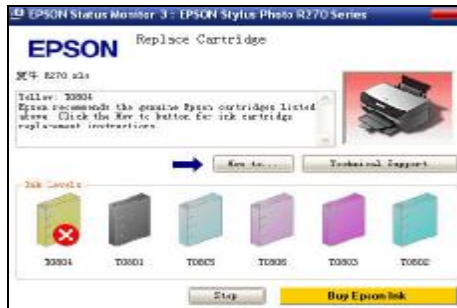 EPSON Status Monitor 3 : EPSON Stylus Photo R270 Series
EPSON
Replace Cartridge
R270
Yellow: T0804
Epson recommends the genuine Epson cartridges listed
above. Click the How to button for ink cartridge
replacement instructions.
How to...
Technical Support
Ink Levels
T0804
T0801
T0805
T0806
T0803
T0802
Stop
Buy Epson Ink